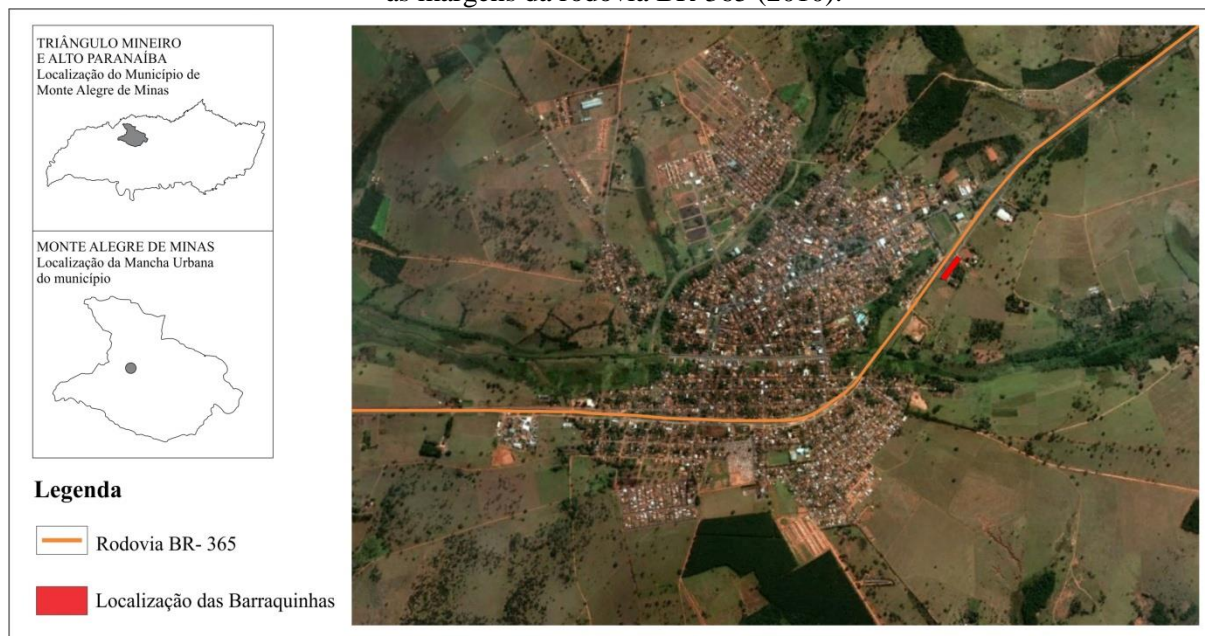 às margens da rodovia BR-365 (2016).
TRIÂNGULO MINEIRO
E ALTO PARANAÍBA
Localização do Município de
Monte Alegre de Minas
MONTE ALEGRE DE MINAS
Localização da Mancha Urbana
do município
Legenda
Rodovia BR- 365
Localização das Barraquinhas